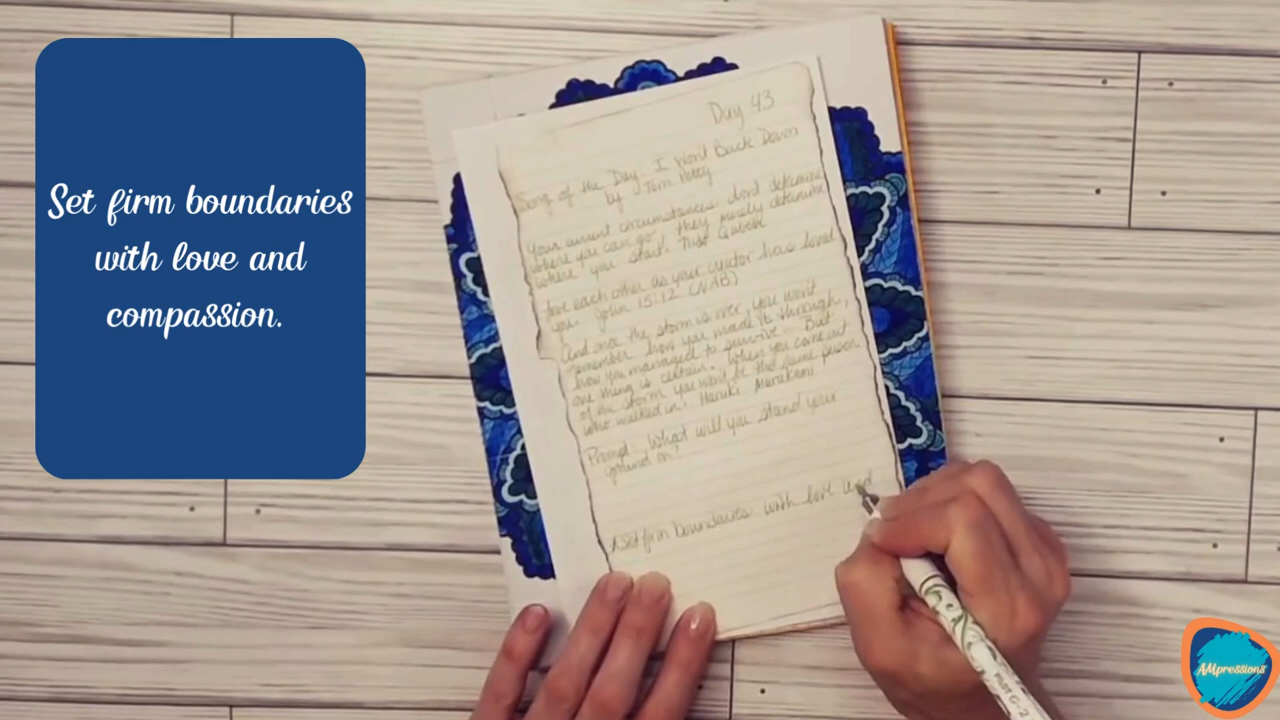 Set firm boundaries
with love and
compassion.
Day 43
Song of the Day: I Won't Back Down
by Tom Petty
Your current circumstances don't determine
where you can go; they merely determine
where you start. Nido Qubein
Love each other as your creator have loved
you. John 15:12 (NAB)
And once the storm is over, you won't
remember how you made it through,
how you managed to survive. But
one thing is certain. When you come out
of the storm you won't be the same person
who walked in. Haruki Murakami
Prompt: What will you stand your
ground on?
Set firm boundaries with love and
PILOT G-2
AMpressions